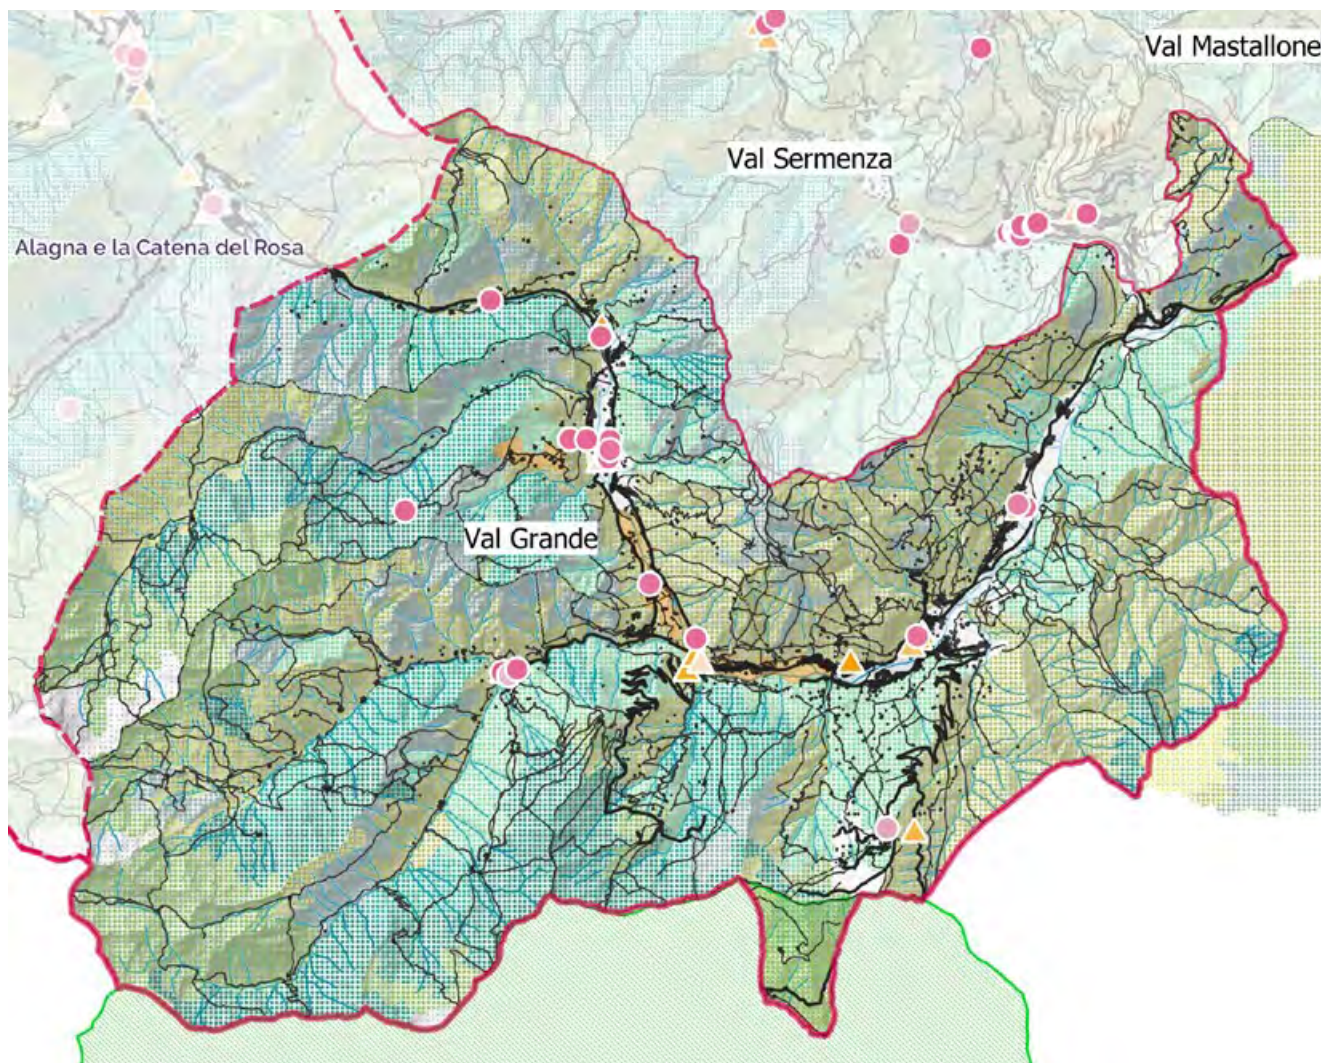 Val Mastallone
Val Sermenza
Alagna e la Catena del Rosa
Val Grande